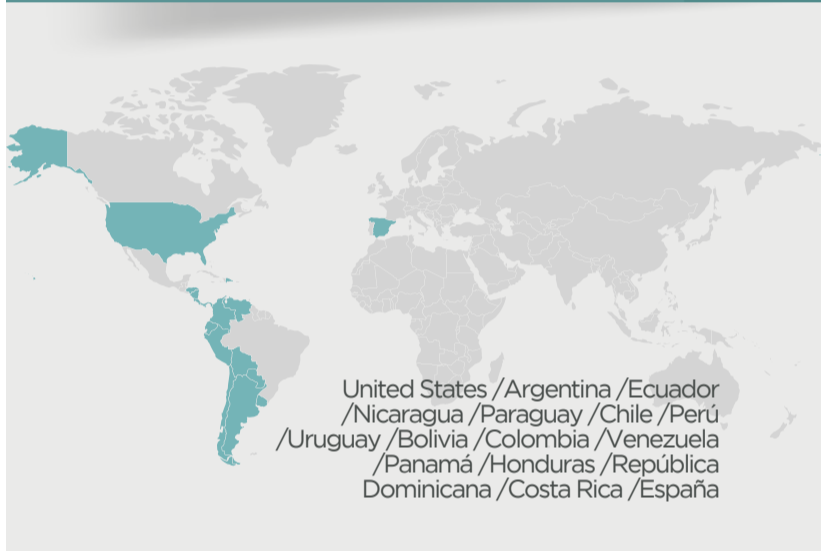 United States /Argentina /Ecuador
/Nicaragua /Paraguay /Chile /Perú
/Uruguay /Bolivia /Colombia /Venezuela
/Panamá /Honduras /República
Dominicana /Costa Rica /España